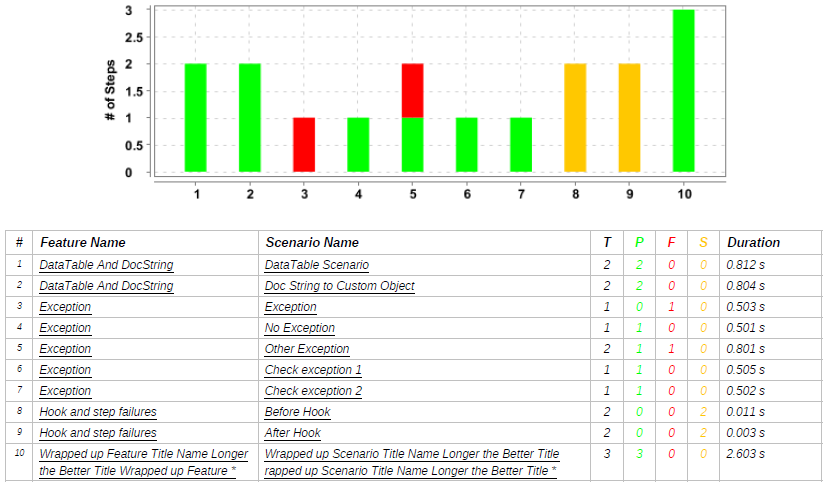 3
2.5
2
1.5
1
0.5
0
# of Steps
1 2 3 4 5 6 7 8 9 10
# Feature Name Scenario Name T P F S Duration
1 DataTable And DocString DataTable Scenario 2 2 0 0 0.812 s
2 DataTable And DocString Doc String to Custom Object 2 2 0 0 0.804 s
3 Exception Exception 1 0 1 0 0.503 s
4 Exception No Exception 1 1 0 0 0.501 s
5 Exception Other Exception 2 1 1 0 0.801 s
6 Exception Check exception 1 1 1 0 0 0.505 s
7 Exception Check exception 2 1 1 0 0 0.502 s
8 Hook and step failures Before Hook 2 0 0 2 0.011 s
9 Hook and step failures After Hook 2 0 0 2 0.003 s
10 Wrapped up Feature Title Name Longer Wrapped up Scenario Title Name Longer the Better Title 3 3 0 0 2.603 s
the Better Title Wrapped up Feature * rapped up Scenario Title Name Longer the Better Title *